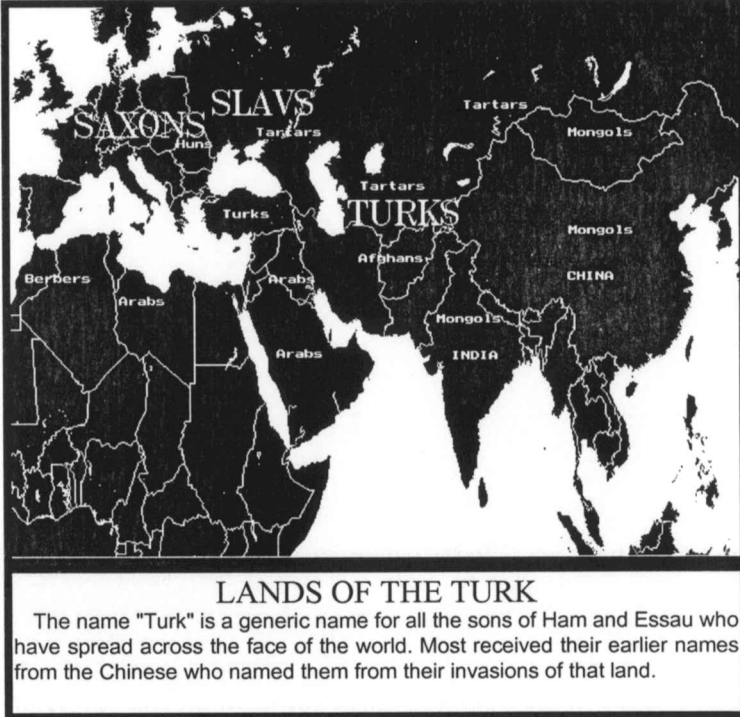 SLAVS
SAXONS
Huns
Tartars
Tartars
Mongols
Tartars
TURKS
Turks
Mongols
Afghans
Berbers
Arabs
Arabs
CHINA
Mongols
Arabs
INDIA
LANDS OF THE TURK
The name "Turk" is a generic name for all the sons of Ham and Essau who
have spread across the face of the world. Most received their earlier names
from the Chinese who named them from their invasions of that land.